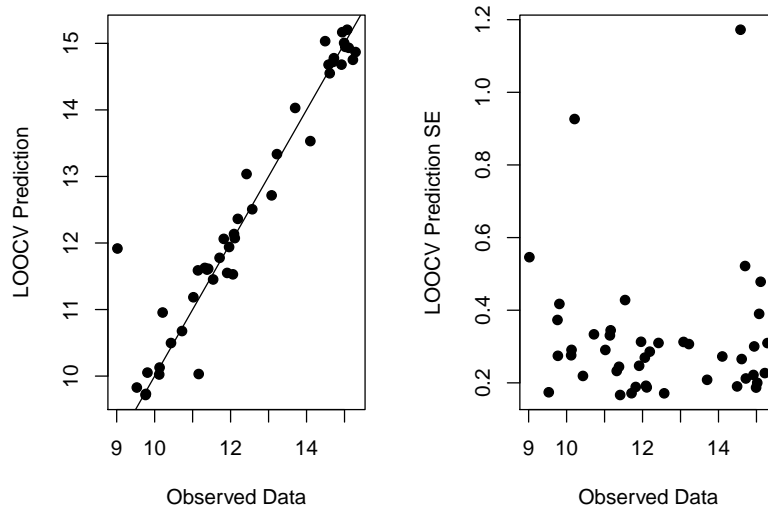 LOOCV Prediction
15
14
13
12
11
10
9 10 12 14
Observed Data
LOOCV Prediction SE
1.2
1.0
0.8
0.6
0.4
0.2
9 10 12 14
Observed Data